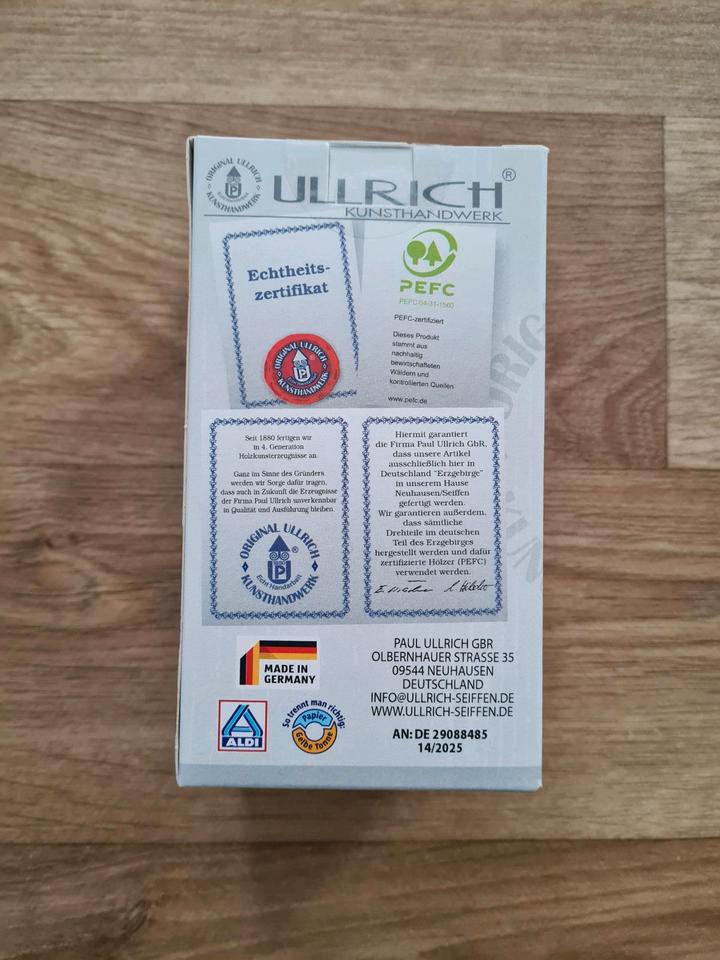 ORIGINAL ULLRICH
UP
Echt Handarbeit
KUNSTHANDWERK
ULLRICH®
KUNSTHANDWERK
Echtheits-
zertifikat
ORIGINAL ULLRICH
UP
KUNSTHANDWERK
PEFC
PEFC/04-31-1560
PEFC-zertifiziert
Dieses Produkt
stammt aus
nachhaltig
bewirtschafteten
Wäldern und
kontrollierten Quellen
www.pefc.de
Seit 1880 fertigen wir
in 4. Generation
Holzkunsterzeugnisse an.
Ganz im Sinne des Gründers
werden wir Sorge dafür tragen,
dass auch in Zukunft die Erzeugnisse
der Firma Paul Ullrich unverkennbar
in Qualität und Ausführung bleiben.
ORIGINAL ULLRICH
®
UP
Echt Handarbeit
KUNSTHANDWERK
Hiermit garantiert
die Firma Paul Ullrich GbR,
dass unsere Artikel
ausschließlich hier in
Deutschland "Erzgebirge"
in unserem Hause
Neuhausen/Seiffen
gefertigt werden.
Wir garantieren außerdem,
dass sämtliche
Drehteile im deutschen
Teil des Erzgebirges
hergestellt werden und dafür
zertifizierte Hölzer (PEFC)
verwendet werden.
MADE IN
GERMANY
ALDI
So trennt man richtig:
Papier
Gelbe Tonne
PAUL ULLRICH GBR
OLBERNHAUER STRASSE 35
09544 NEUHAUSEN
DEUTSCHLAND
INFO@ULLRICH-SEIFFEN.DE
WWW.ULLRICH-SEIFFEN.DE
AN: DE 29088485
14/2025